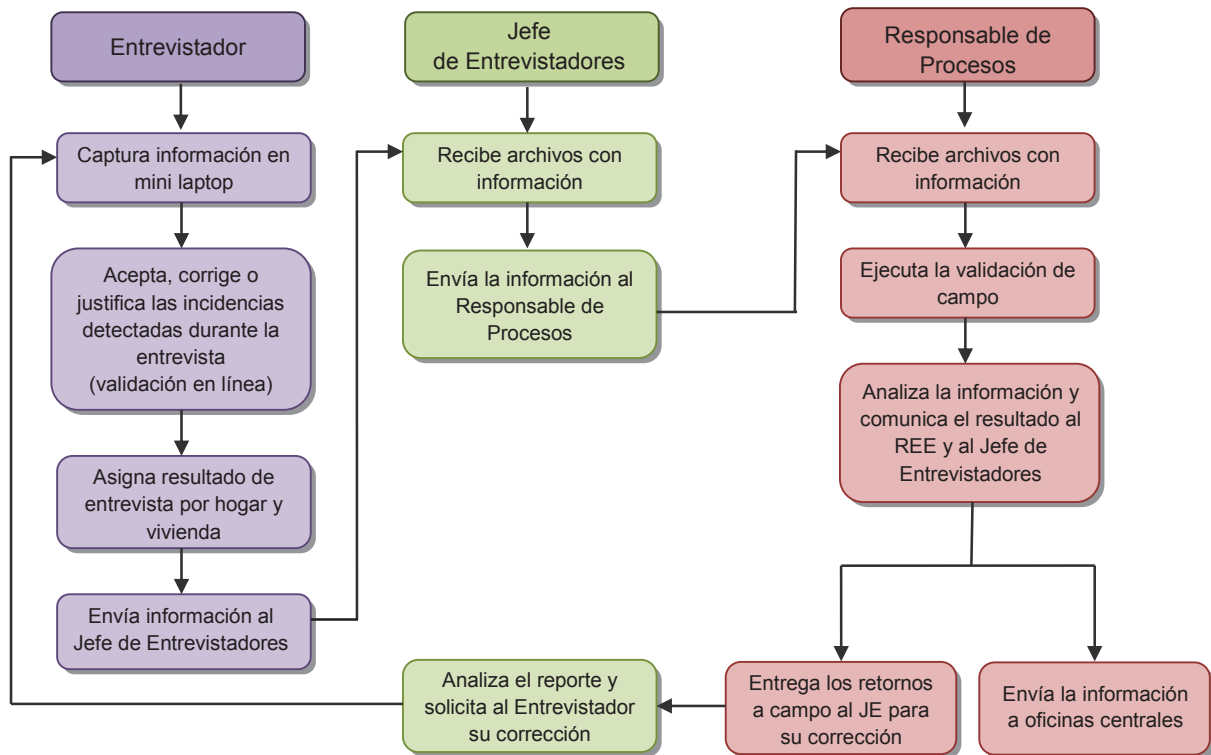 Entrevistador
Captura información en
mini laptop
Acepta, corrige o
justifica las incidencias
detectadas durante la
entrevista
(validación en línea)
Asigna resultado de
entrevista por hogar y
vivienda
Envía información al
Jefe de Entrevistadores
Jefe
de Entrevistadores
Recibe archivos con
información
Envía la información al
Responsable de
Procesos
Responsable de
Procesos
Recibe archivos con
información
Ejecuta la validación de
campo
Analiza la información y
comunica el resultado al
REE y al Jefe de
Entrevistadores
Entrega los retornos
a campo al JE para
su corrección
Envía la información
a oficinas centrales
Analiza el reporte y
solicita al Entrevistador
su corrección